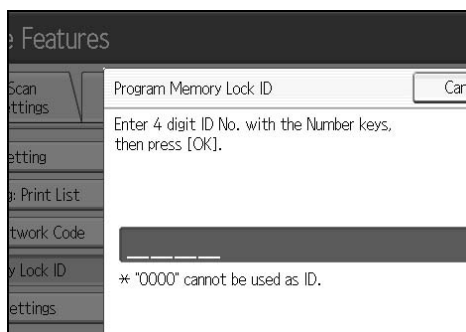 e Features
Scan
ttings
Program Memory Lock ID
Can
Enter 4 digit ID No. with the Number keys,
then press [OK].
etting
g: Print List
twork Code
y Lock ID
ettings
✳ "0000" cannot be used as ID.